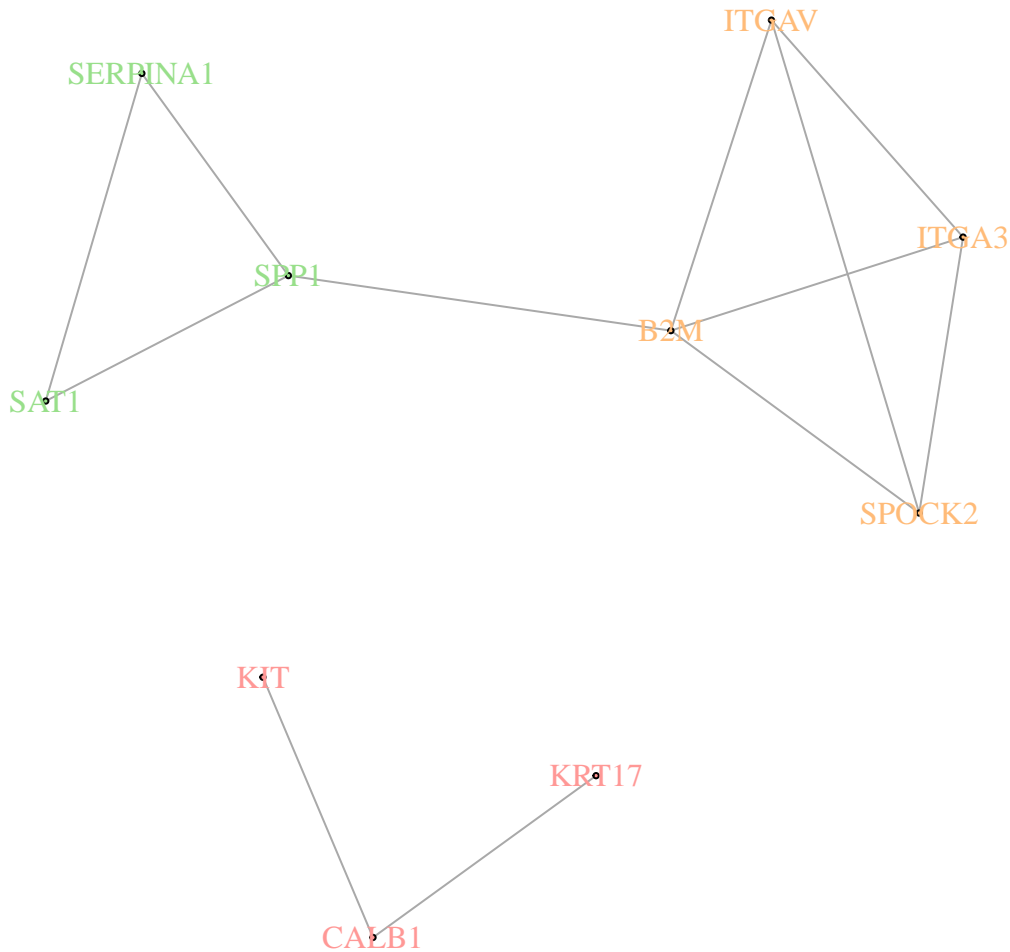 ITGAV
SERPINA1
ITGA3
SPP1
B2M
SAT1
SPOCK2
KIT
KRT17
CALB1